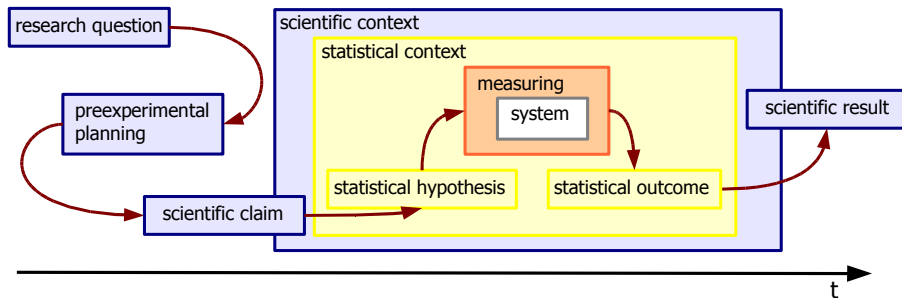 research question
scientific context
statistical context
measuring
system
preexperimental
planning
scientific result
statistical hypothesis
statistical outcome
scientific claim
t